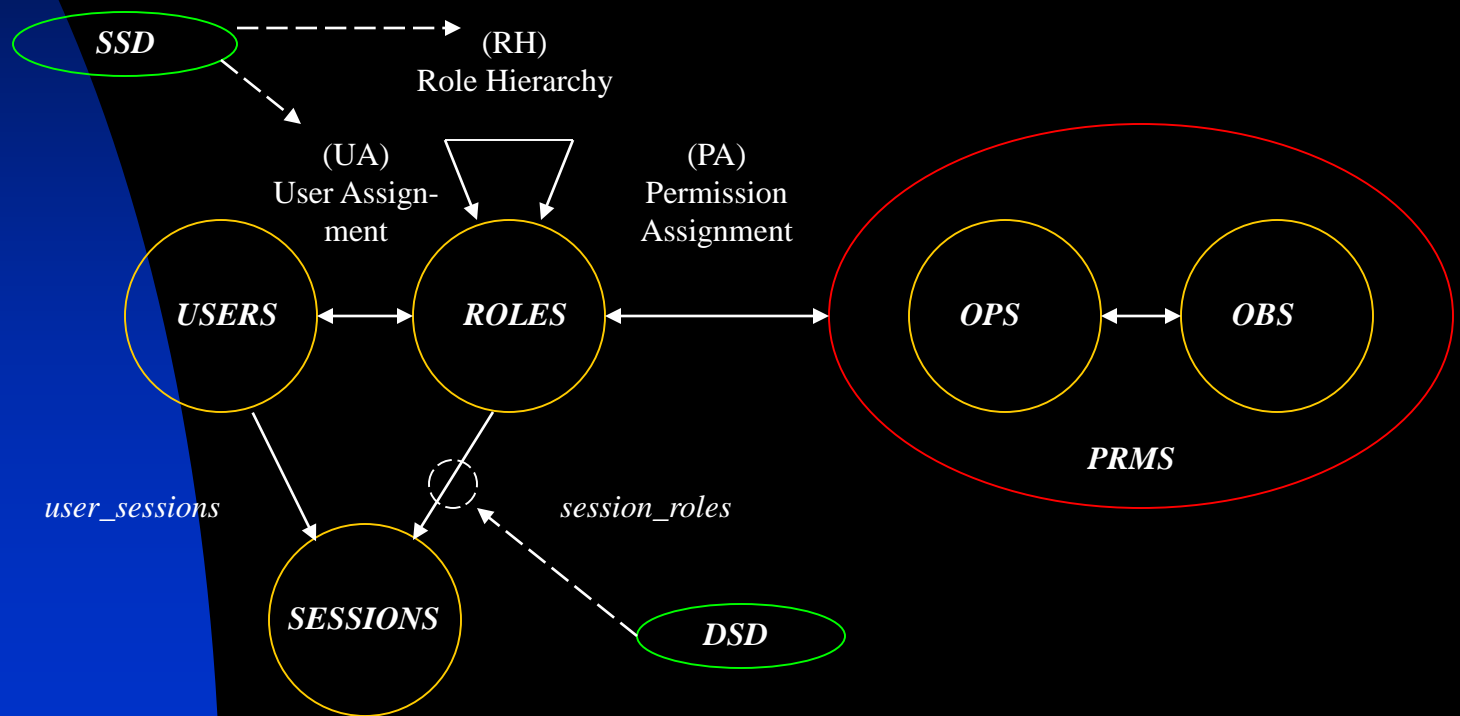 SSD
(RH)
Role Hierarchy
(UA)
User Assign-
ment
(PA)
Permission
Assignment
USERS
ROLES
OPS
OBS
PRMS
user_sessions
session_roles
SESSIONS
DSD